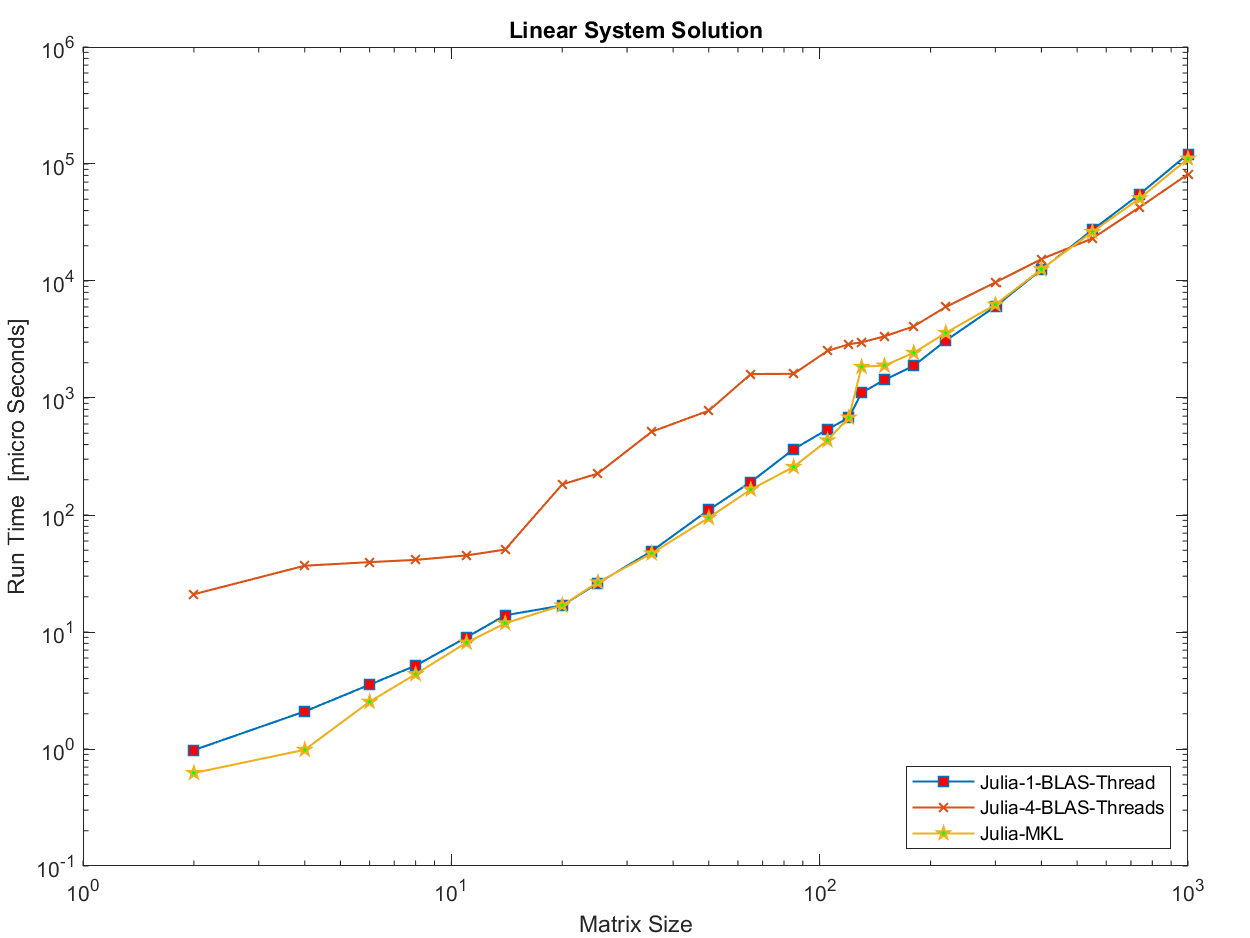 Linear System Solution
10^6
10^5
10^4
10^3
10^2
10^1
10^0
10^-1
Run Time [micro Seconds]
10^0 10^1 10^2 10^3
Matrix Size
Julia-1-BLAS-Thread
Julia-4-BLAS-Threads
Julia-MKL